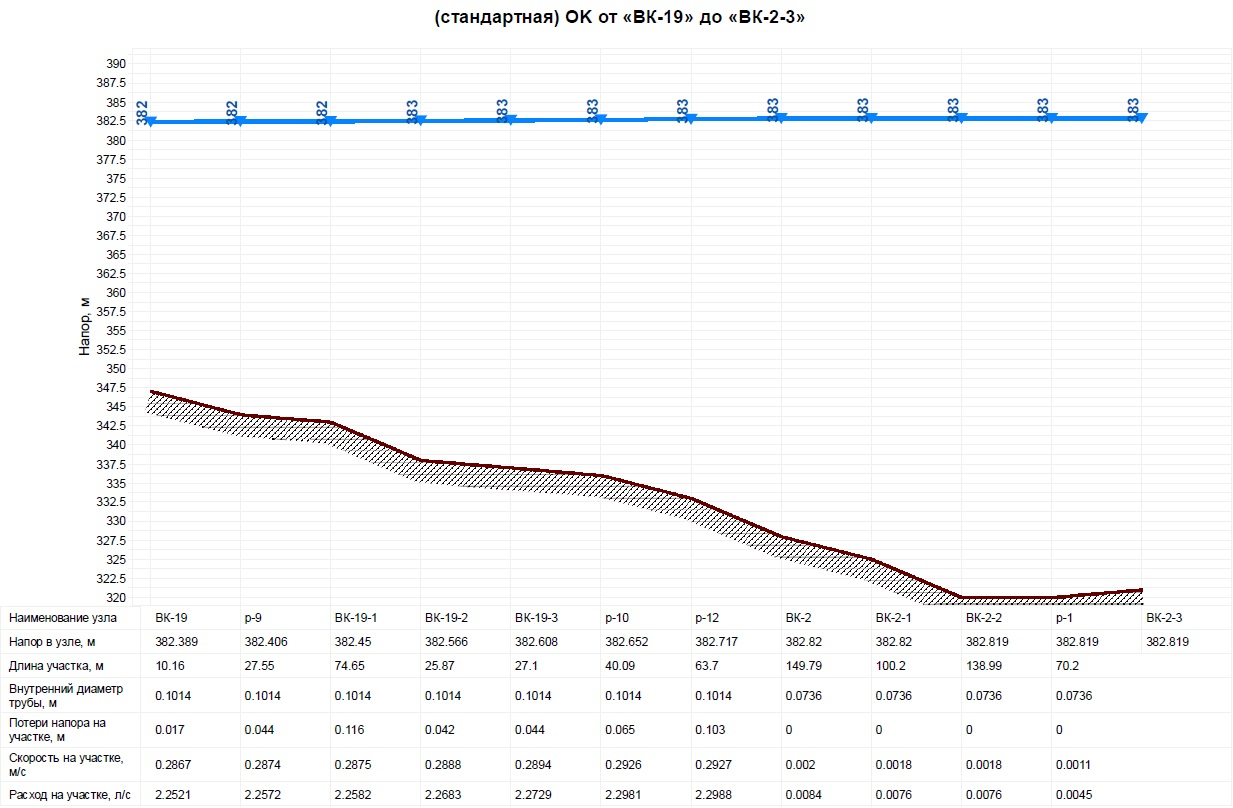 (стандартная) ОК от «ВК-19» до «ВК-2-3»
390
387.5
385
382.5
380
377.5
375
372.5
370
367.5
365
362.5
360
357.5
355
352.5
350
347.5
345
342.5
340
337.5
335
332.5
330
327.5
325
322.5
320
Напор, м
382 382 382 383 383 383 383 383 383 383 383 383
Наименование узла ВК-19 р-9 ВК-19-1 ВК-19-2 ВК-19-3 р-10 р-12 ВК-2 ВК-2-1 ВК-2-2 р-1 ВК-2-3
Напор в узле, м 382.389 382.406 382.45 382.566 382.608 382.652 382.717 382.82 382.82 382.819 382.819 382.819
Длина участка, м 10.16 27.55 74.65 25.87 27.1 40.09 63.7 149.79 100.2 138.99 70.2
Внутренний диаметр
трубы, м 0.1014 0.1014 0.1014 0.1014 0.1014 0.1014 0.1014 0.0736 0.0736 0.0736 0.0736
Потери напора на
участке, м 0.017 0.044 0.116 0.042 0.044 0.065 0.103 0 0 0 0
Скорость на участке,
м/с 0.2867 0.2874 0.2875 0.2888 0.2894 0.2926 0.2927 0.002 0.0018 0.0018 0.0011
Расход на участке, л/с 2.2521 2.2572 2.2582 2.2683 2.2729 2.2981 2.2988 0.0084 0.0076 0.0076 0.0045